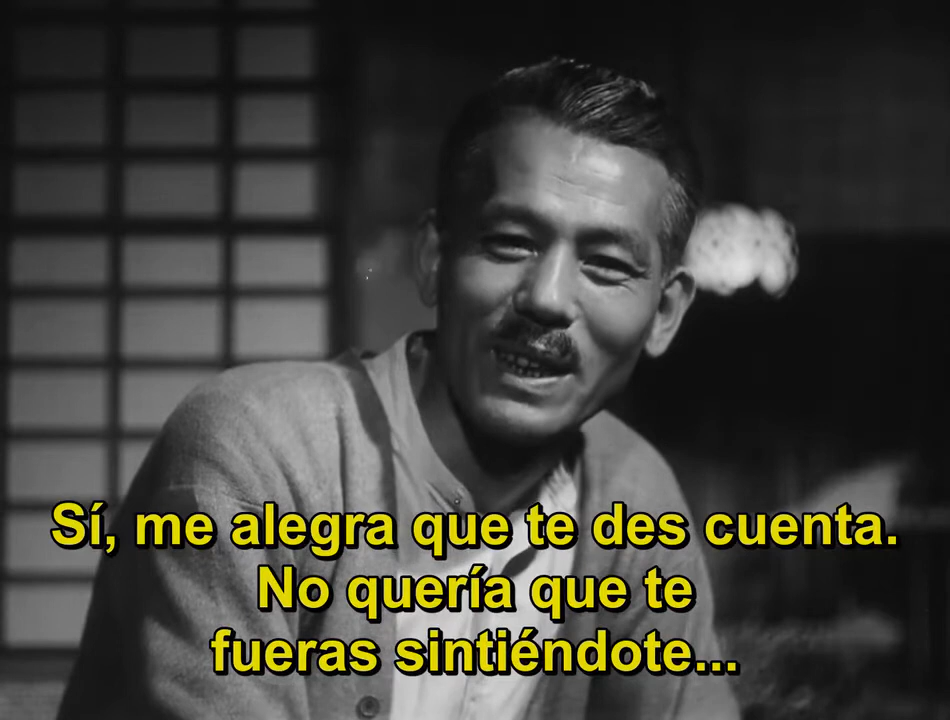 Sí, me alegra que te des cuenta.
No quería que te
fueras sintiéndote...